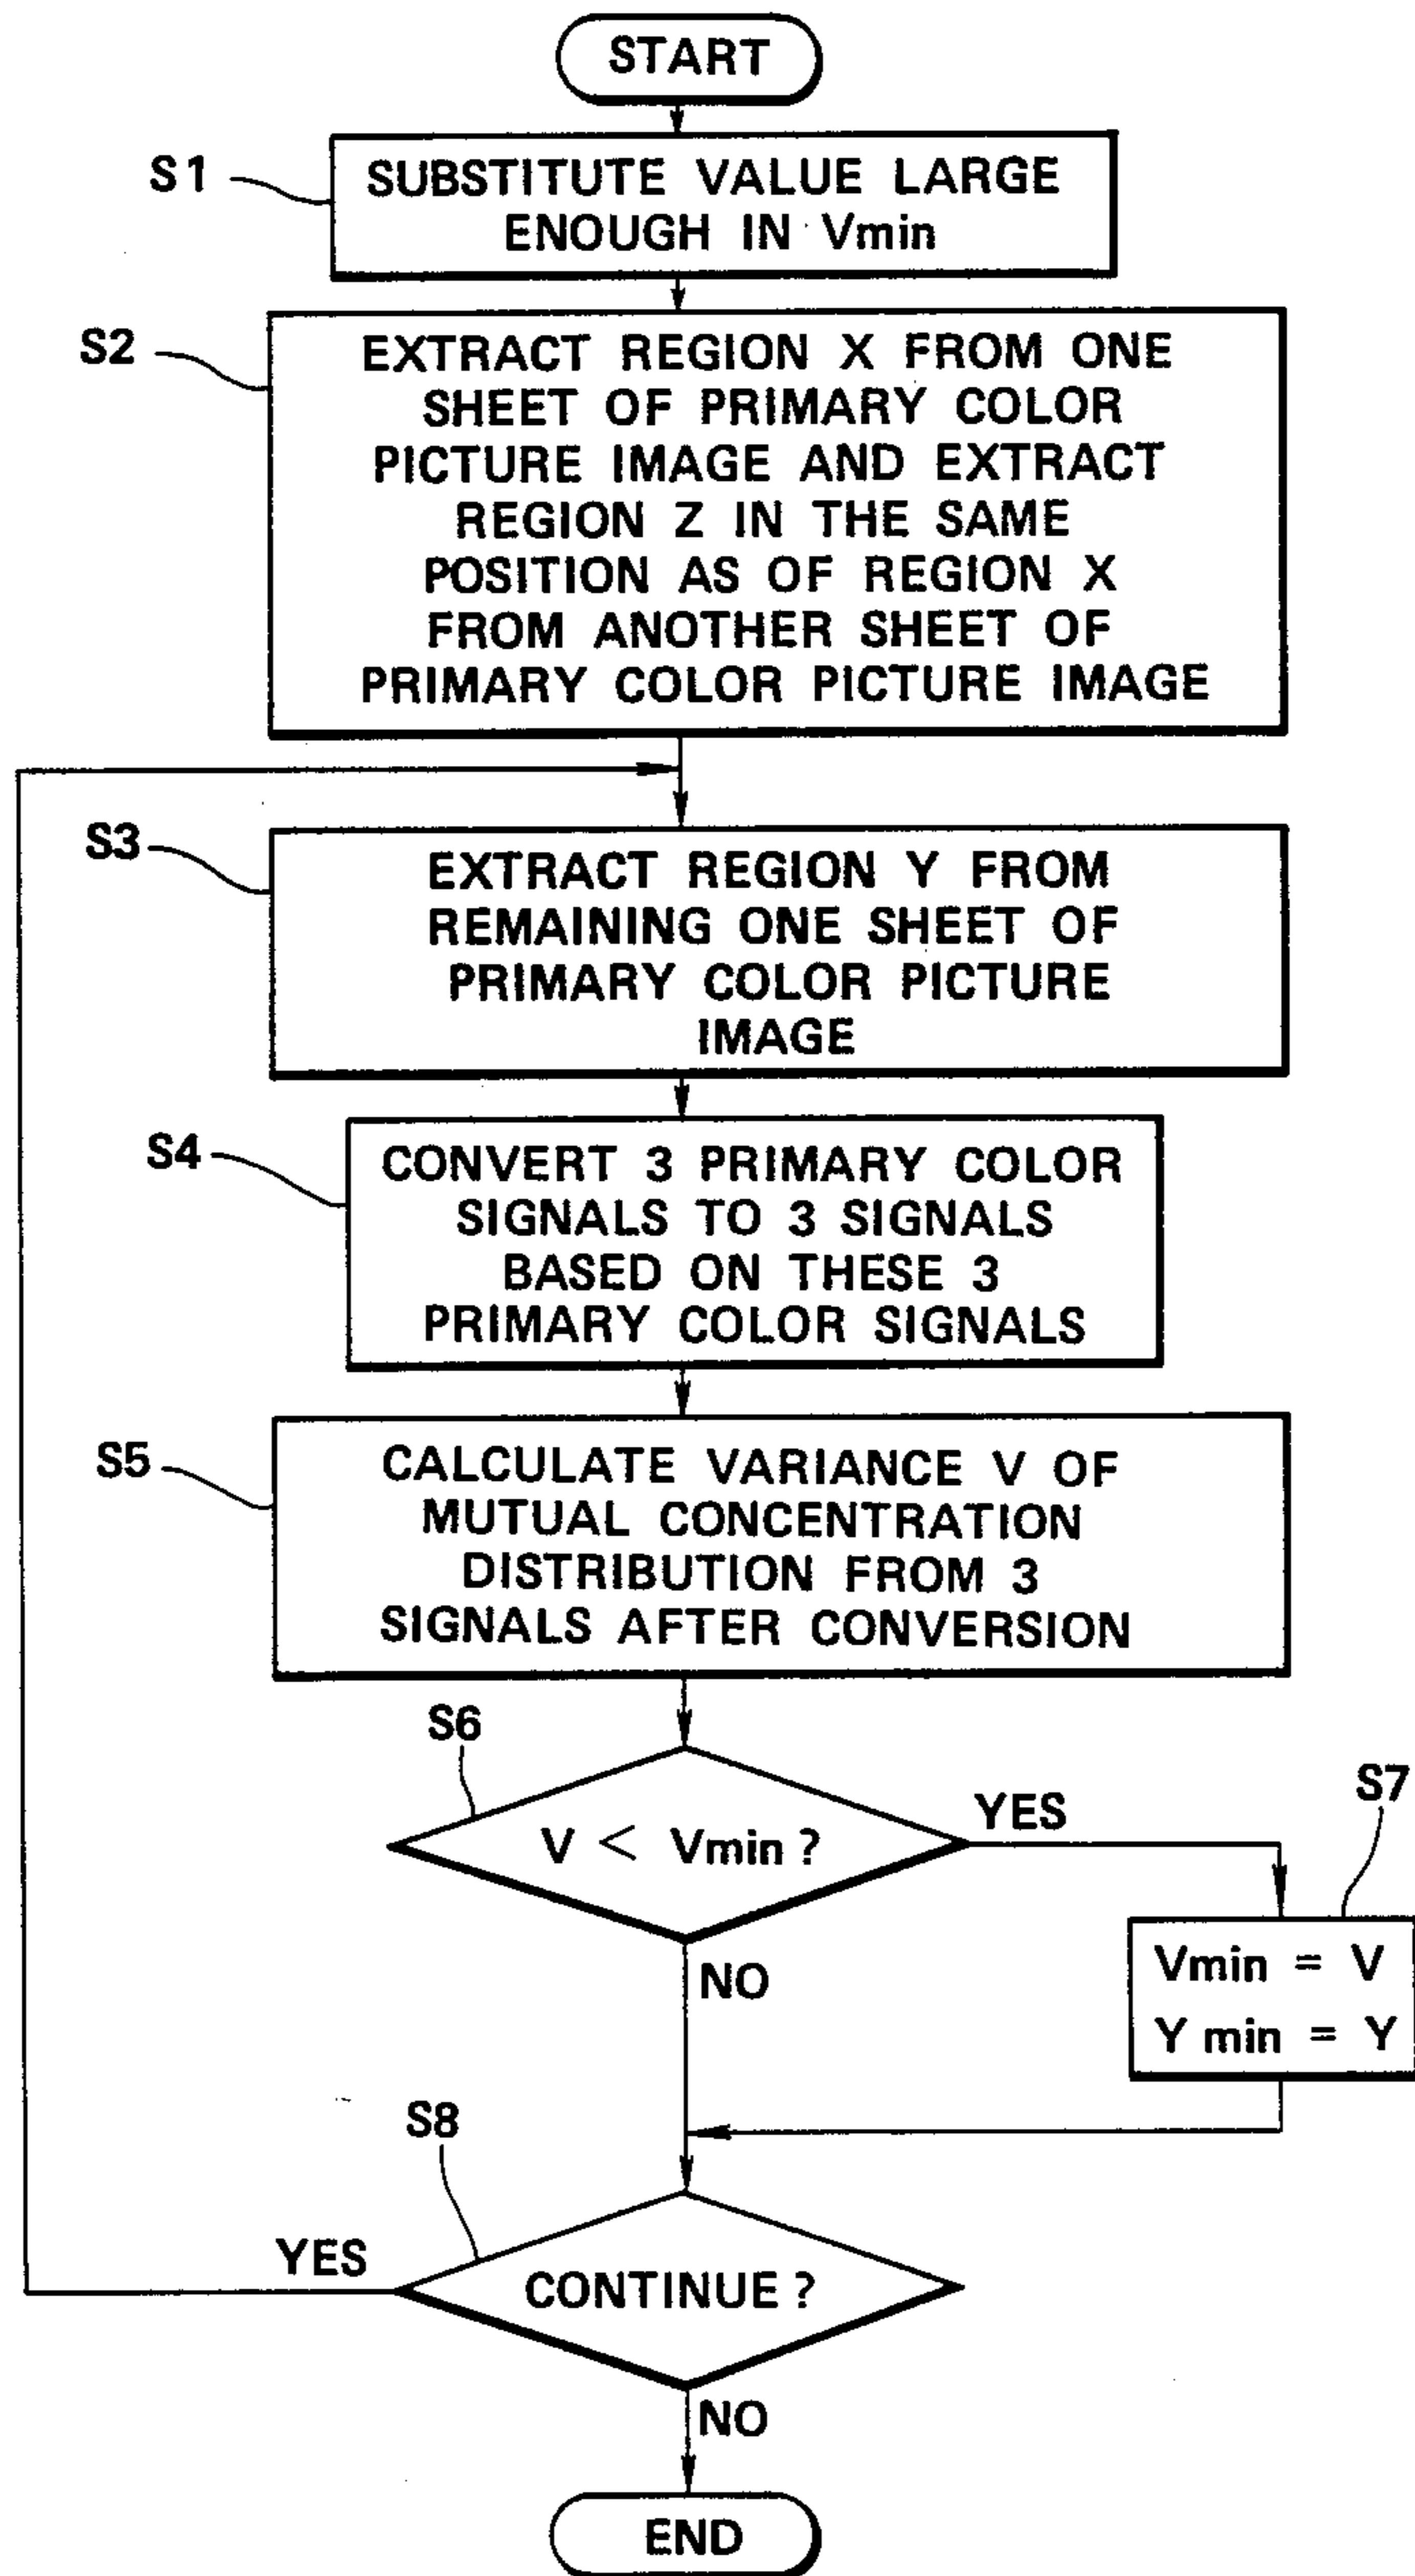 START
S1
SUBSTITUTE VALUE LARGE
ENOUGH IN Vmin
S2
EXTRACT REGION X FROM ONE
SHEET OF PRIMARY COLOR
PICTURE IMAGE AND EXTRACT
REGION Z IN THE SAME
POSITION AS OF REGION X
FROM ANOTHER SHEET OF
PRIMARY COLOR PICTURE IMAGE
S3
EXTRACT REGION Y FROM
REMAINING ONE SHEET OF
PRIMARY COLOR PICTURE
IMAGE
S4
CONVERT 3 PRIMARY COLOR
SIGNALS TO 3 SIGNALS
BASED ON THESE 3
PRIMARY COLOR SIGNALS
S5
CALCULATE VARIANCE V OF
MUTUAL CONCENTRATION
DISTRIBUTION FROM 3
SIGNALS AFTER CONVERSION
S6
V < Vmin ?
YES
S7
Vmin = V
Y min = Y
NO
S8
CONTINUE ?
YES
NO
END